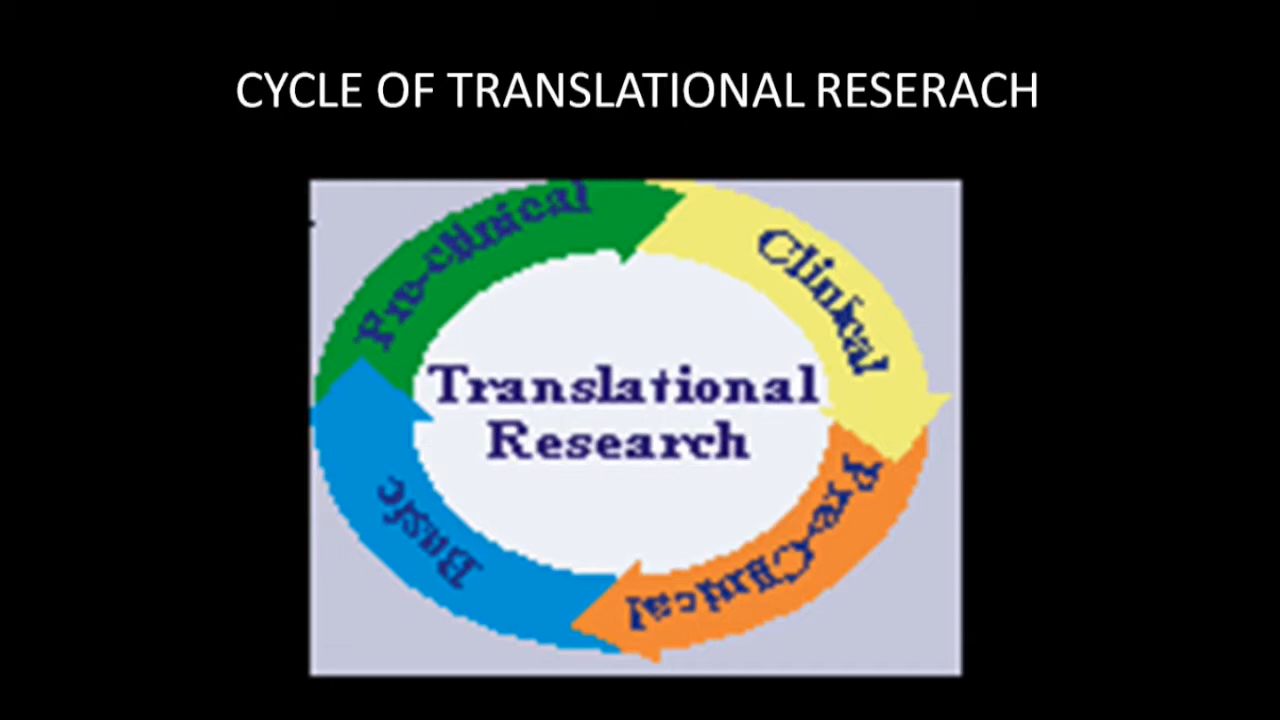 CYCLE OF TRANSLATIONAL RESERACH
Pre-clinical
Clinical
Translational
Research
Basic
Pre-Clinical